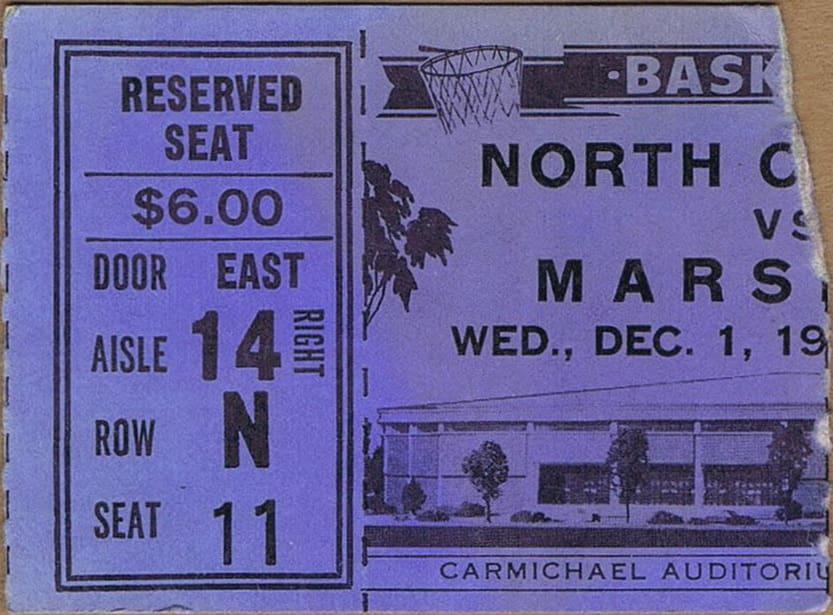 RESERVED
SEAT
$6.00
DOOR EAST
AISLE 14 RIGHT
ROW N
SEAT 11
·BASK
NORTH C
VS
MARS
WED., DEC. 1, 19
CARMICHAEL AUDITORIU